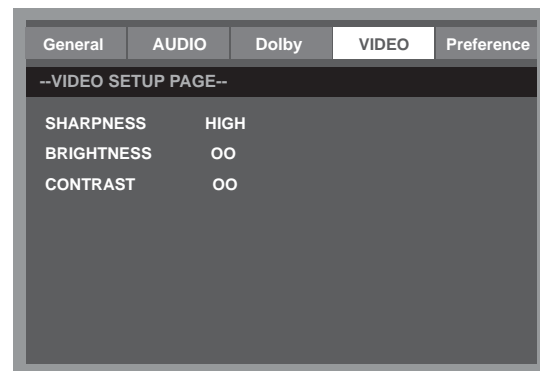 General AUDIO Dolby VIDEO Preference
--VIDEO SETUP PAGE--
SHARPNESS HIGH
BRIGHTNESS OO
CONTRAST OO